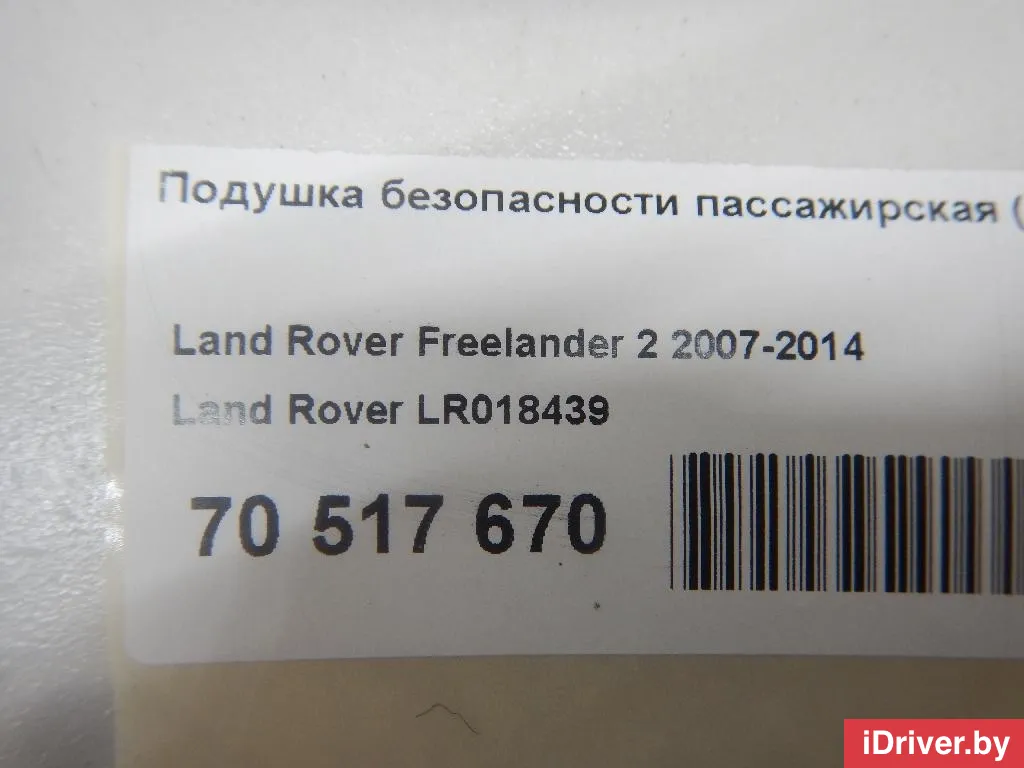 Подушка безопасности пассажирская (
Land Rover Freelander 2 2007-2014
Land Rover LR018439
70 517 670
iDriver.by